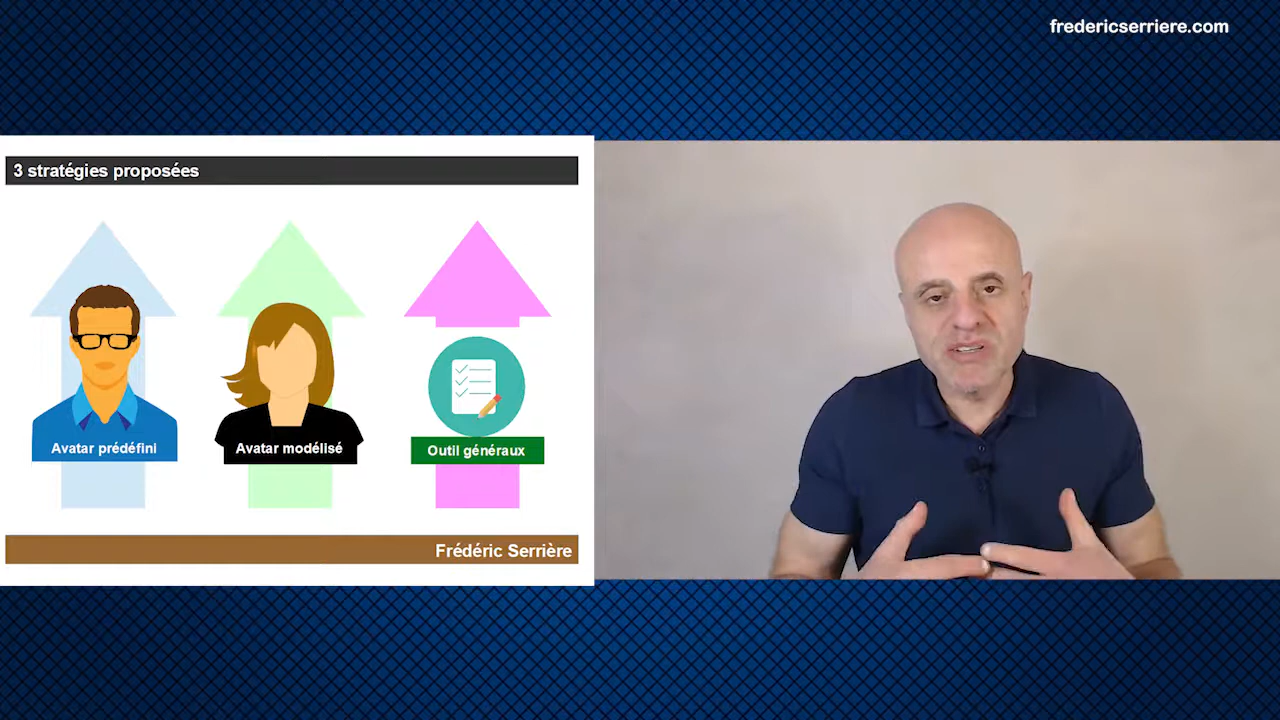 fredericserriere.com
3 stratégies proposées
Avatar prédéfini
Avatar modélisé
Outil généraux
Frédéric Serrière